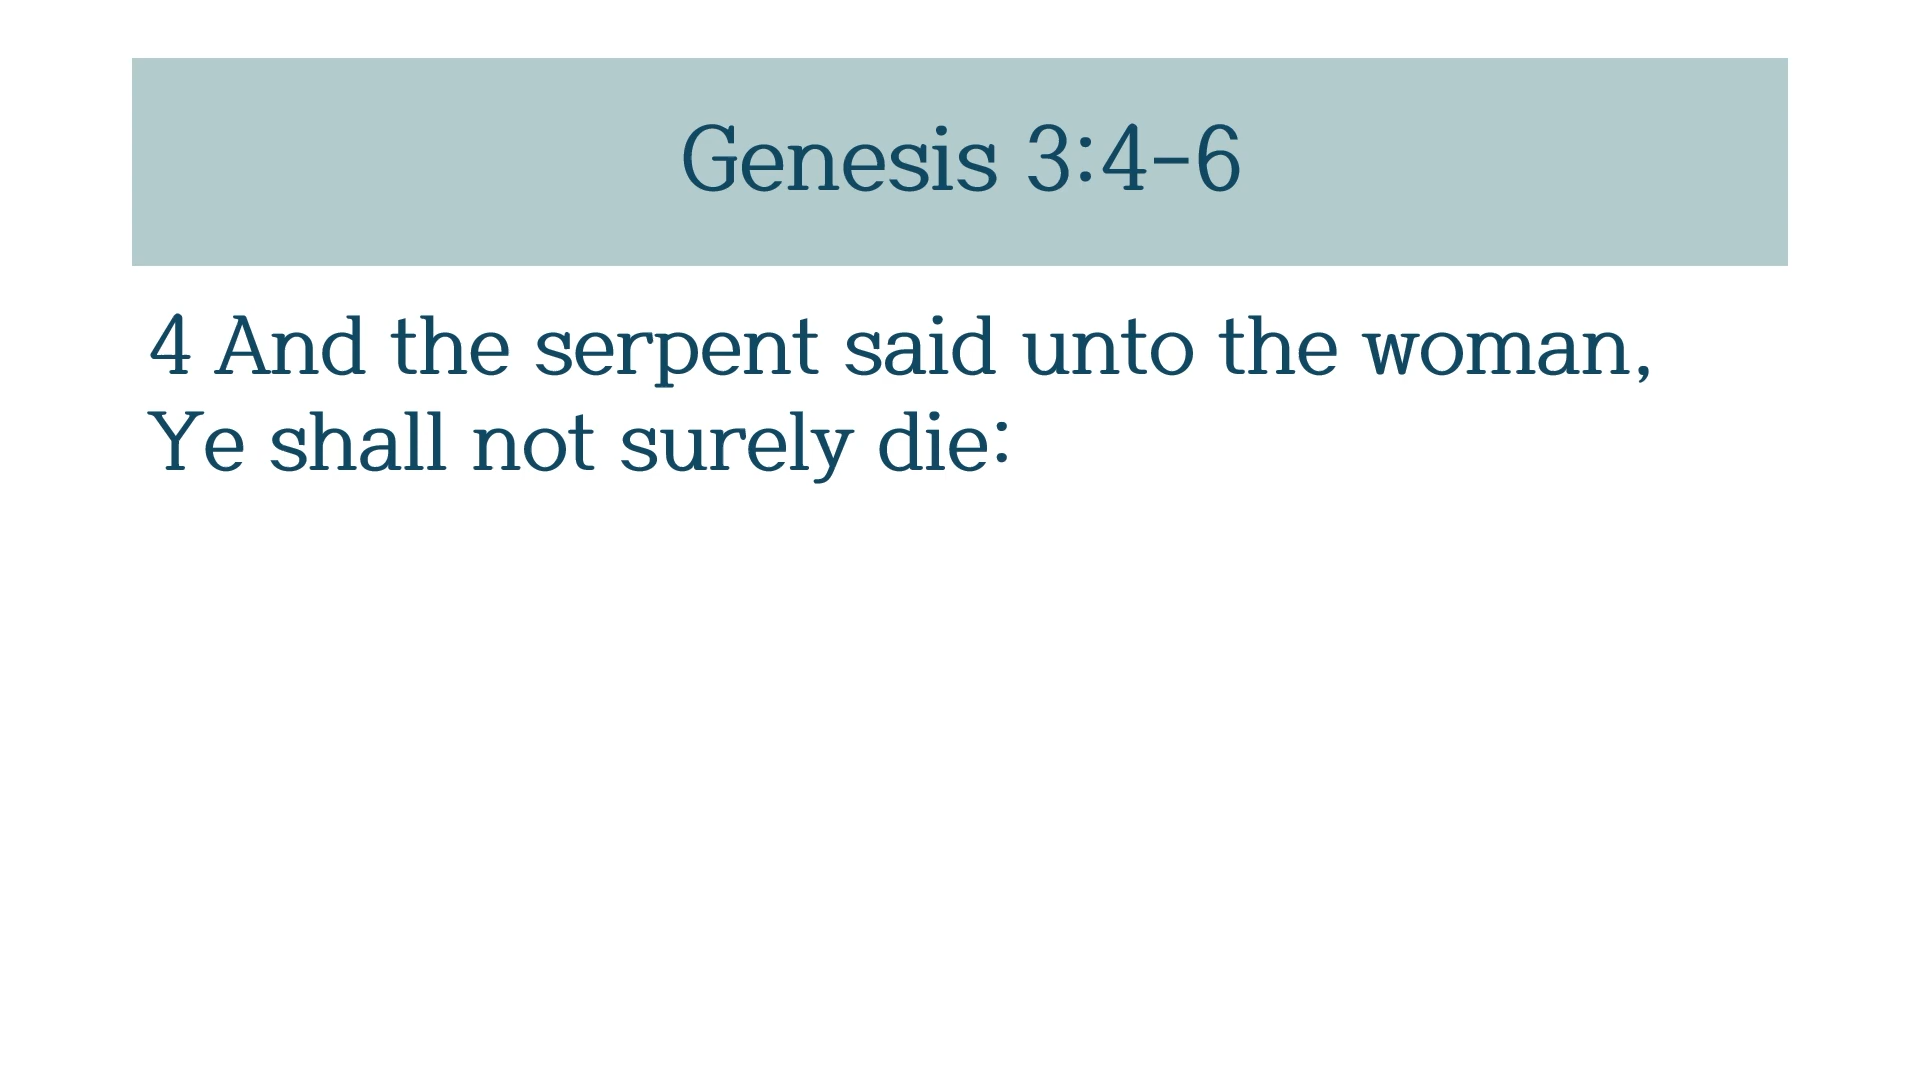 Genesis 3:4-6
4 And the serpent said unto the woman,
Ye shall not surely die: